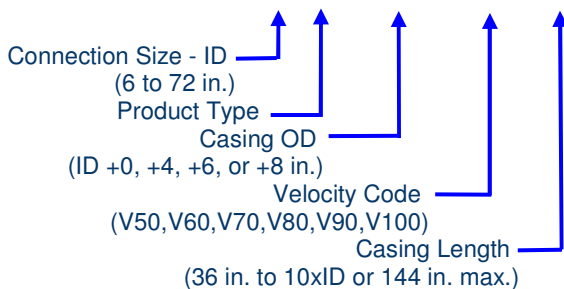 Connection Size - ID
(6 to 72 in.)
Product Type
Casing OD
(ID +0, +4, +6, or +8 in.)
Velocity Code
(V50,V60,V70,V80,V90,V100)
Casing Length
(36 in. to 10xID or 144 in. max.)